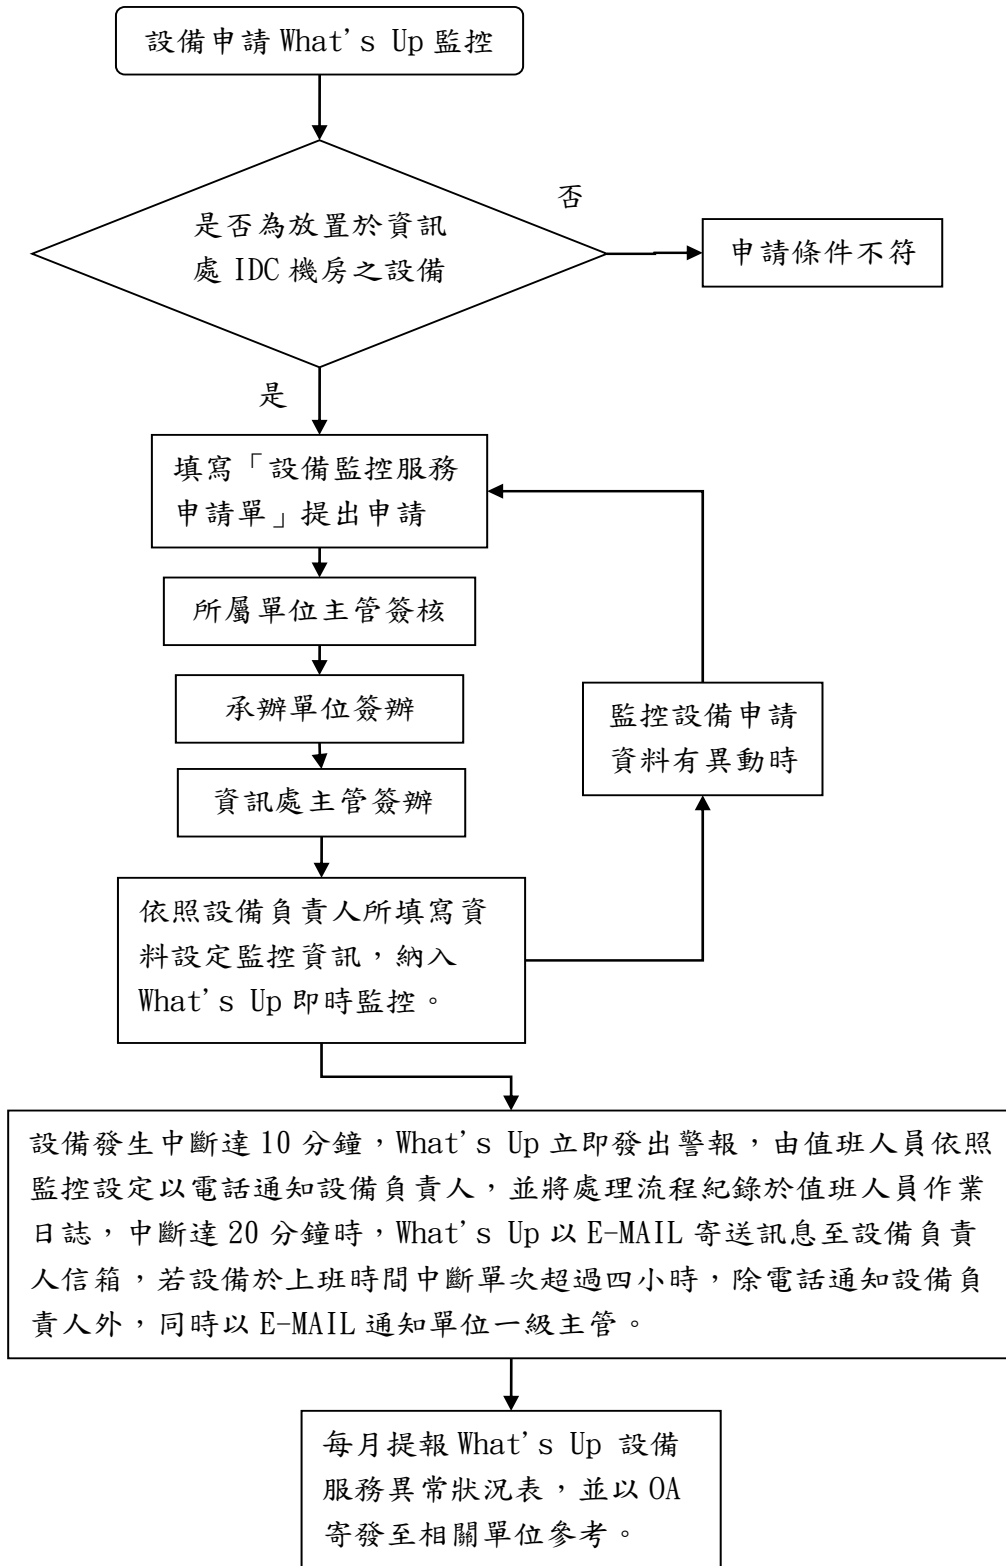 設備申請 What's Up 監控
是否為放置於資訊
處 IDC 機房之設備
否
申請條件不符
是
填寫「設備監控服務
申請單」提出申請
所屬單位主管簽核
承辦單位簽辦
監控設備申請
資料有異動時
資訊處主管簽辦
依照設備負責人所填寫資
料設定監控資訊，納入
What's Up 即時監控。
設備發生中斷達 10 分鐘，What's Up 立即發出警報，由值班人員依照
監控設定以電話通知設備負責人，並將處理流程紀錄於值班人員作業
日誌，中斷達 20 分鐘時，What's Up 以 E-MAIL 寄送訊息至設備負責
人信箱，若設備於上班時間中斷單次超過四小時，除電話通知設備負
責人外，同時以 E-MAIL 通知單位一級主管。
每月提報 What's Up 設備
服務異常狀況表，並以 OA
寄發至相關單位參考。